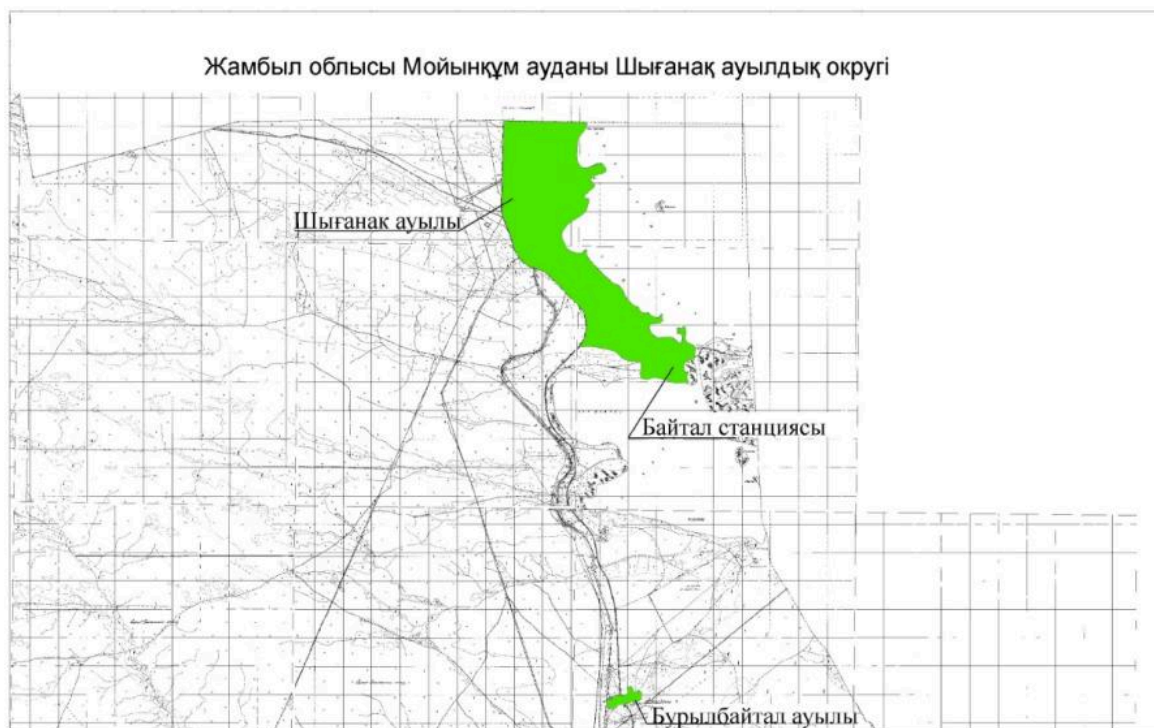 Жамбыл облысы Мойынқұм ауданы Шығанақ ауылдық округі
Шығанак ауылы
Байтал станциясы
Бурылбайтал ауылы